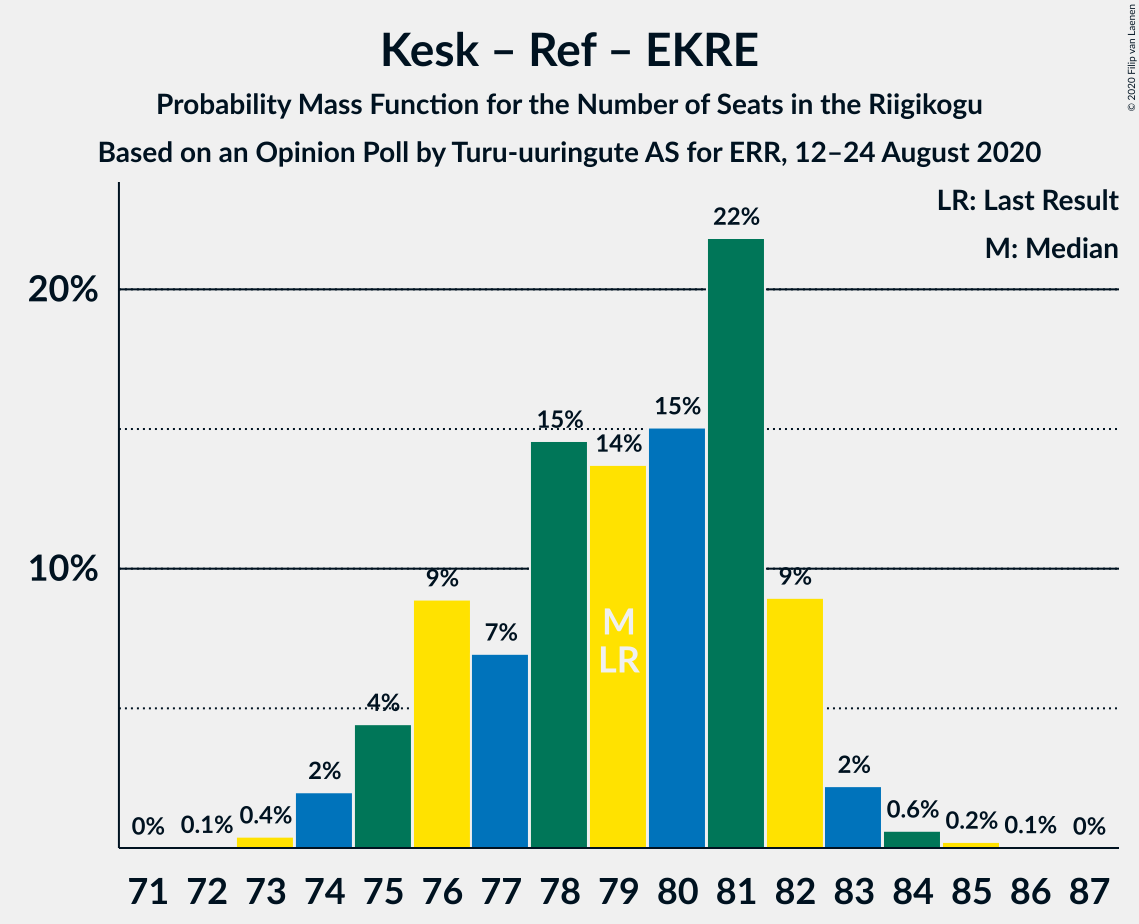 Kesk – Ref – EKRE
Probability Mass Function for the Number of Seats in the Riigikogu
Based on an Opinion Poll by Turu-uuringute AS for ERR, 12–24 August 2020
© 2020 Filip van Laenen
LR: Last Result
M: Median
20%
10%
0%
0.1%
0.4%
2%
4%
9%
7%
15%
14%
15%
22%
9%
2%
0.6%
0.2%
0.1%
0%
M
LR
71 72 73 74 75 76 77 78 79 80 81 82 83 84 85 86 87